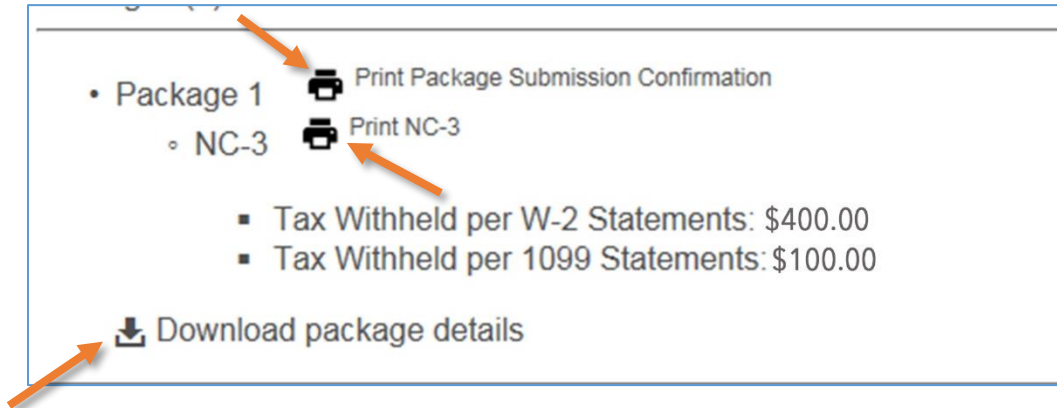 Print Package Submission Confirmation
• Package 1
Print NC-3
◦ NC-3
▪ Tax Withheld per W-2 Statements: $400.00
▪ Tax Withheld per 1099 Statements: $100.00
Download package details